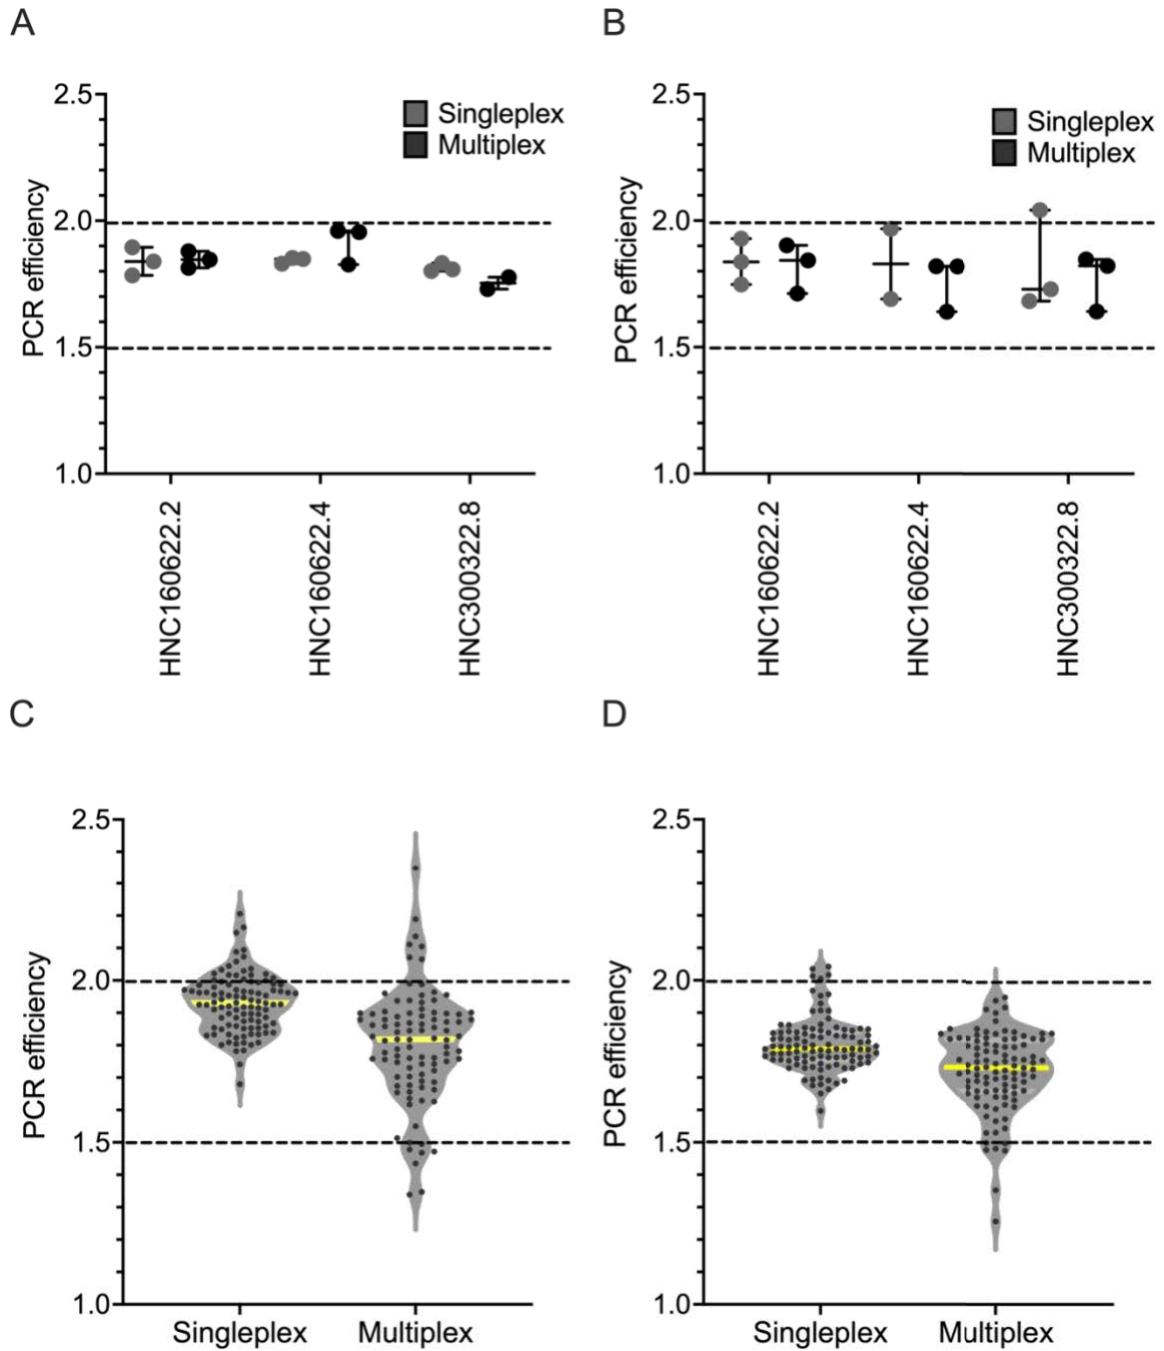 A
PCR efficiency
2.5
2.0
1.5
1.0
Singleplex
Multiplex
HNC160622.2
HNC160622.4
HNC300322.8
B
PCR efficiency
2.5
2.0
1.5
1.0
Singleplex
Multiplex
HNC160622.2
HNC160622.4
HNC300322.8
C
PCR efficiency
2.5
2.0
1.5
1.0
Singleplex Multiplex
D
PCR efficiency
2.5
2.0
1.5
1.0
Singleplex Multiplex